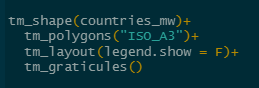 tm_shape(countries_mw)+
  tm_polygons("ISO_A3")+
  tm_layout(legend.show = F)+
  tm_graticules()